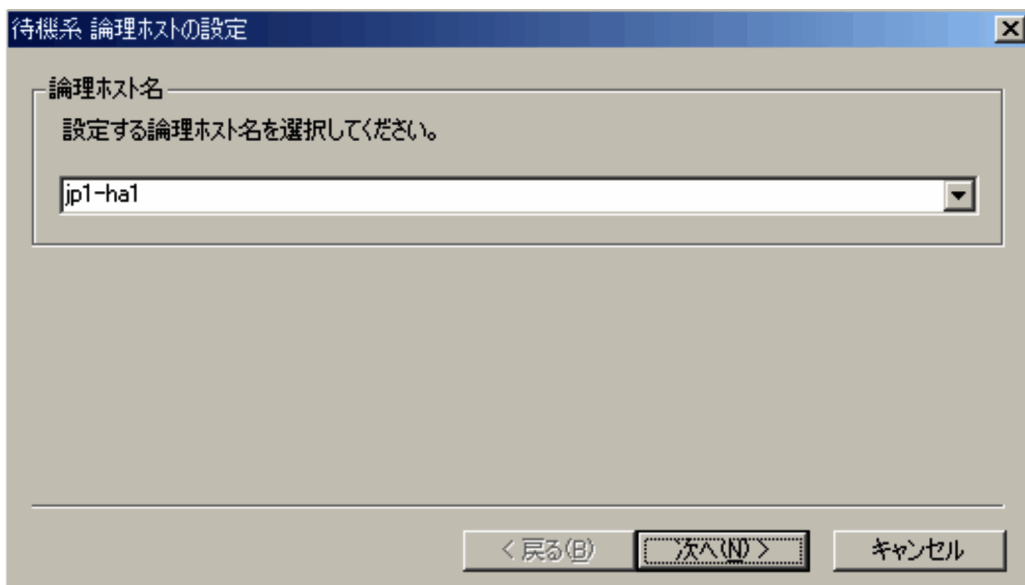 待機系 論理ホストの設定
論理ホスト名
設定する論理ホスト名を選択してください。
jp1-ha1
< 戻る(B)
次へ(N) >
キャンセル